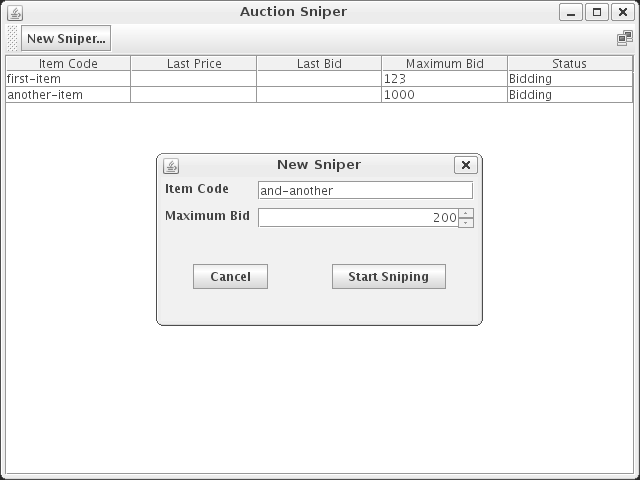 Auction Sniper
New Sniper...
Item Code Last Price Last Bid Maximum Bid Status
first-item 123 Bidding
another-item 1000 Bidding
New Sniper
Item Code and-another
Maximum Bid 200
Cancel Start Sniping